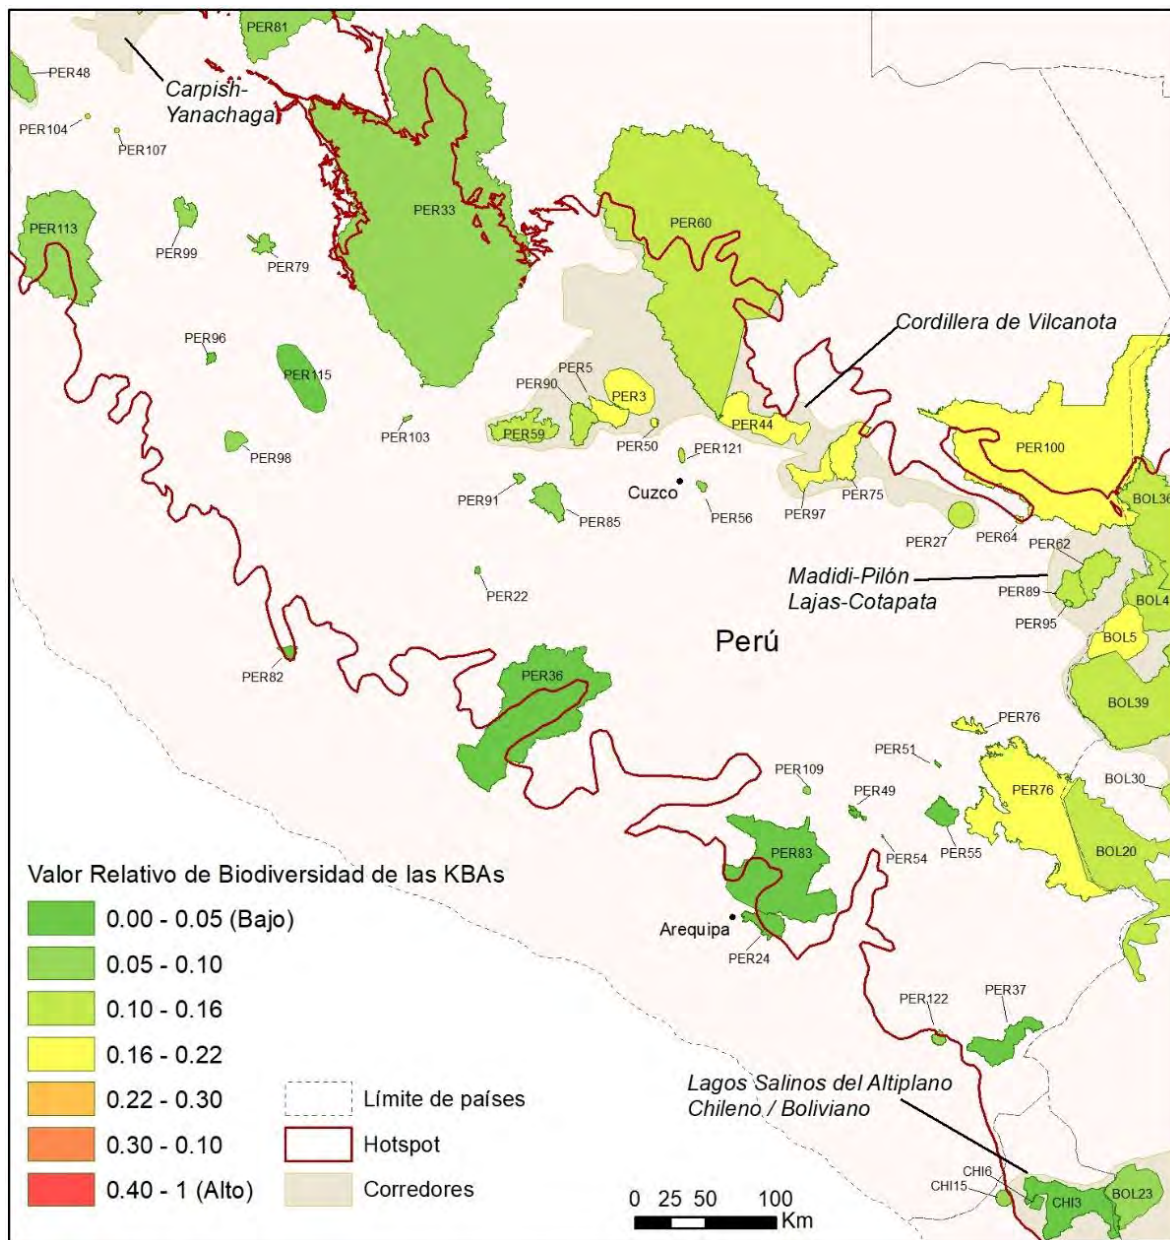 PER81
PER48
Carpish-
Yanachaga
PER104
PER107
PER33
PER60
PER113
PER99
PER79
Cordillera de Vilcanota
PER96
PER115
PER5
PER90
PER3
PER103
PER59
PER50
PER44
PER100
PER98
PER121
Cuzco
PER91
PER85
PER56
PER97
PER75
BOL36
PER27
PER64
PER62
PER22
Madidi-Pilón
Lajas-Cotapata
PER89
PER95
BOL4
BOL5
Perú
PER82
PER36
BOL39
PER76
PER51
PER109
PER49
PER76
BOL30
PER83
PER54
PER55
BOL20
Arequipa
PER24
PER122
PER37
Lagos Salinos del Altiplano
Chileno / Boliviano
CHI6
CHI15
CHI3
BOL23
Valor Relativo de Biodiversidad de las KBAs
0.00 - 0.05 (Bajo)
0.05 - 0.10
0.10 - 0.16
0.16 - 0.22
0.22 - 0.30
0.30 - 0.10
0.40 - 1 (Alto)
Límite de países
Hotspot
Corredores
0 25 50 100
Km